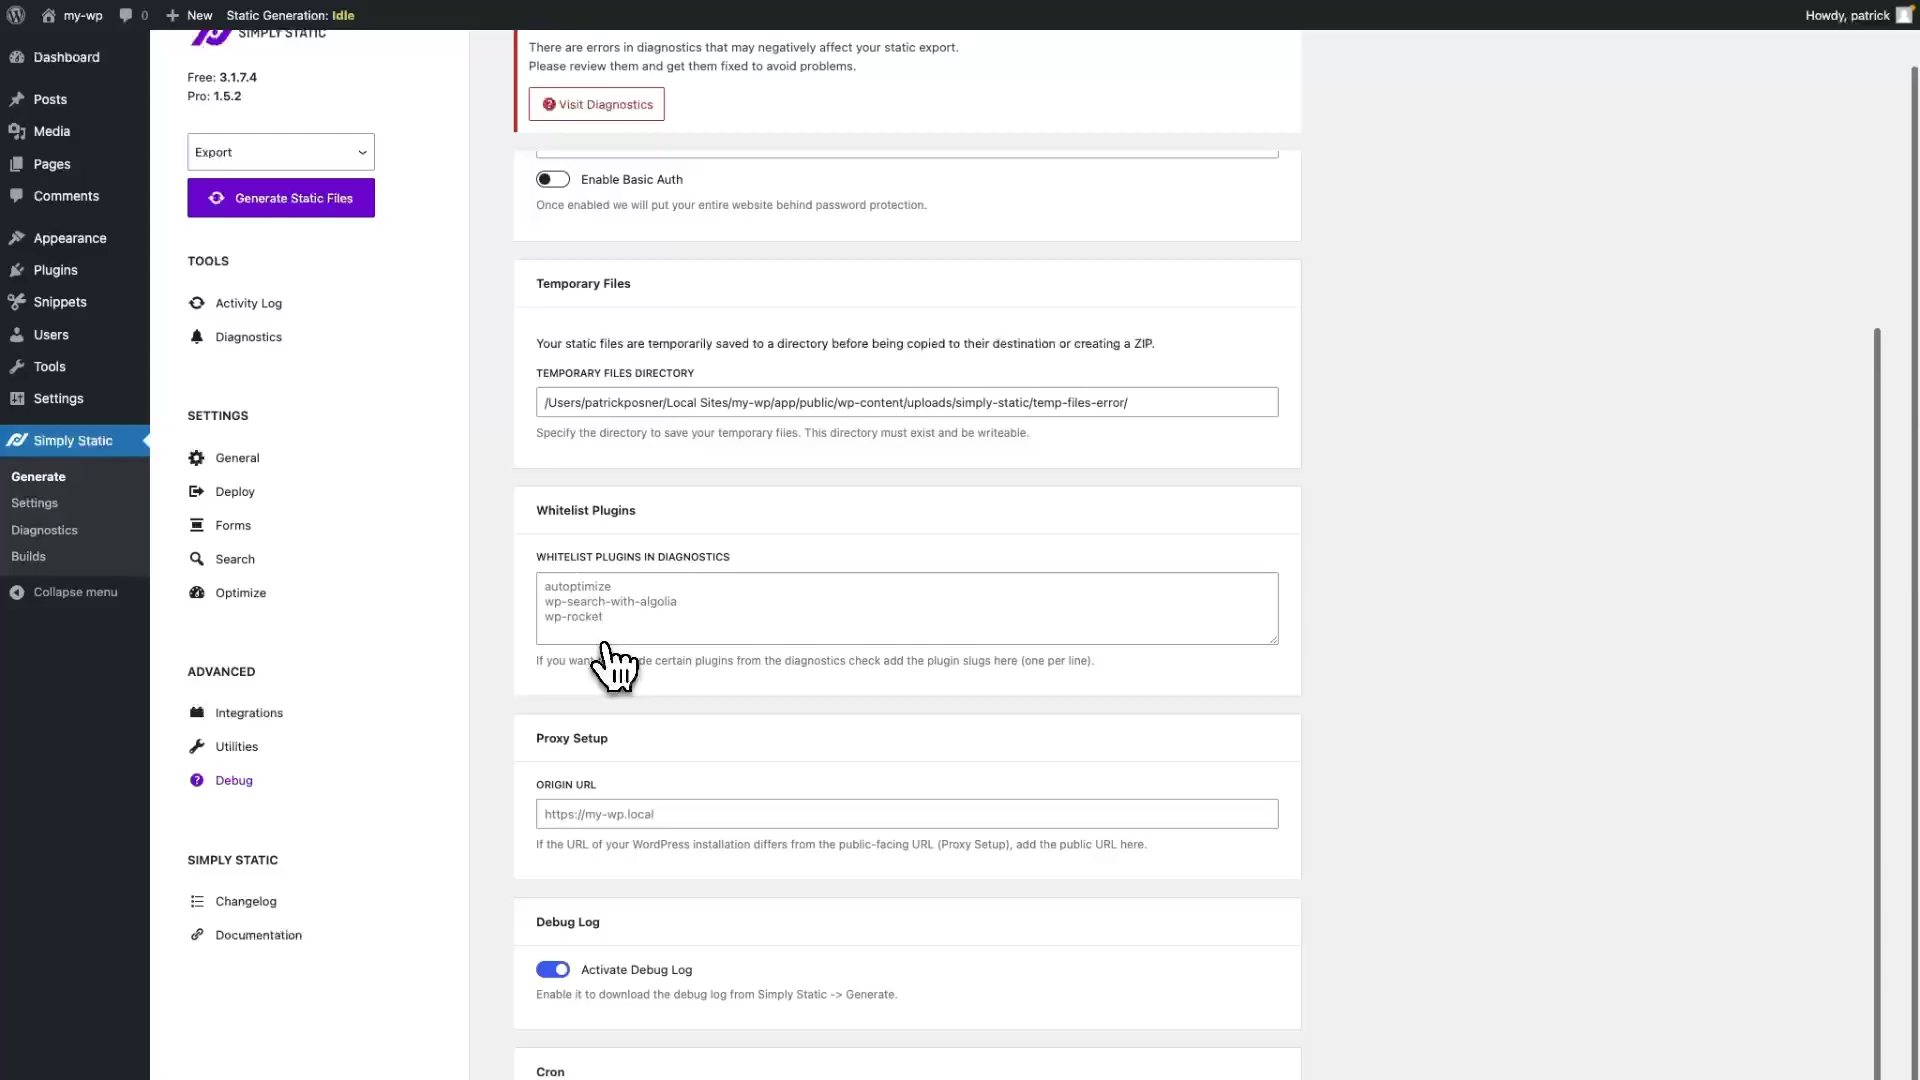 my-wp
0
New
Static Generation: Idle
Howdy, patrick
Dashboard
Posts
Media
Pages
Comments
Appearance
Plugins
Snippets
Users
Tools
Settings
Simply Static
Generate
Settings
Diagnostics
Builds
Collapse menu
SIMPLY STATIC
Free: 3.1.7.4
Pro: 1.5.2
Export
Generate Static Files
TOOLS
Activity Log
Diagnostics
SETTINGS
General
Deploy
Forms
Search
Optimize
ADVANCED
Integrations
Utilities
Debug
SIMPLY STATIC
Changelog
Documentation
There are errors in diagnostics that may negatively affect your static export.
Please review them and get them fixed to avoid problems.
Visit Diagnostics
Enable Basic Auth
Once enabled we will put your entire website behind password protection.
Temporary Files
Your static files are temporarily saved to a directory before being copied to their destination or creating a ZIP.
TEMPORARY FILES DIRECTORY
/Users/patrickposner/Local Sites/my-wp/app/public/wp-content/uploads/simply-static/temp-files-error/
Specify the directory to save your temporary files. This directory must exist and be writeable.
Whitelist Plugins
WHITELIST PLUGINS IN DIAGNOSTICS
autoptimize
wp-search-with-algolia
wp-rocket
If you want certain plugins from the diagnostics check add the plugin slugs here (one per line).
Proxy Setup
ORIGIN URL
https://my-wp.local
If the URL of your WordPress installation differs from the public-facing URL (Proxy Setup), add the public URL here.
Debug Log
Activate Debug Log
Enable it to download the debug log from Simply Static -> Generate.
Cron